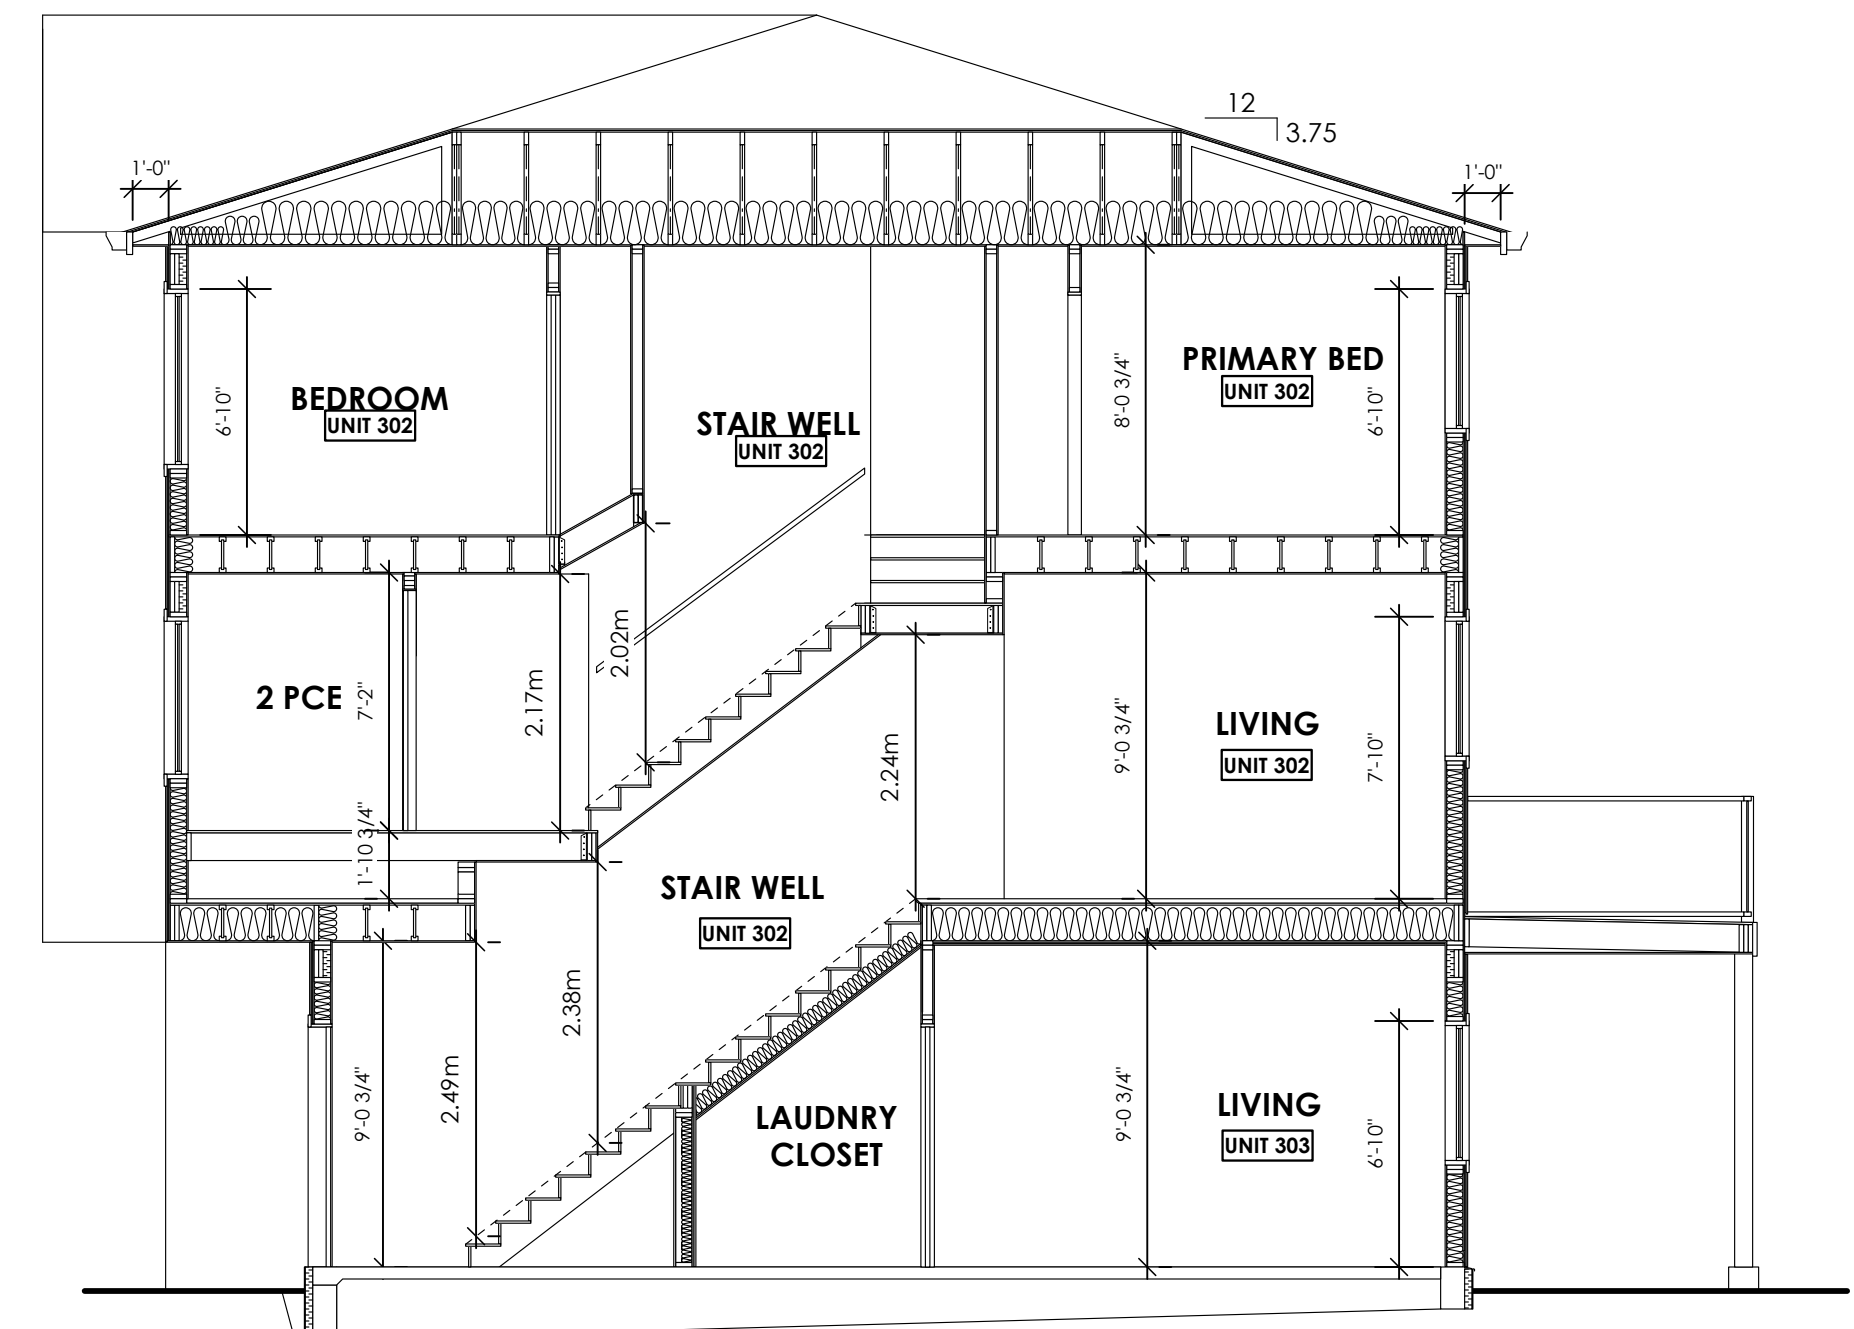 12
3.75
1'-0"
1'-0"
6'-10"
BEDROOM
UNIT 302
STAIR WELL
UNIT 302
8'-0 3/4"
PRIMARY BED
UNIT 302
6'-10"
2.02m
2 PCE
7'-2"
2.17m
2.24m
9'-0 3/4"
LIVING
UNIT 302
7'-10"
1'-10 3/4"
STAIR WELL
UNIT 302
2.38m
9'-0 3/4"
2.49m
LAUDNRY
CLOSET
9'-0 3/4"
LIVING
UNIT 303
6'-10"